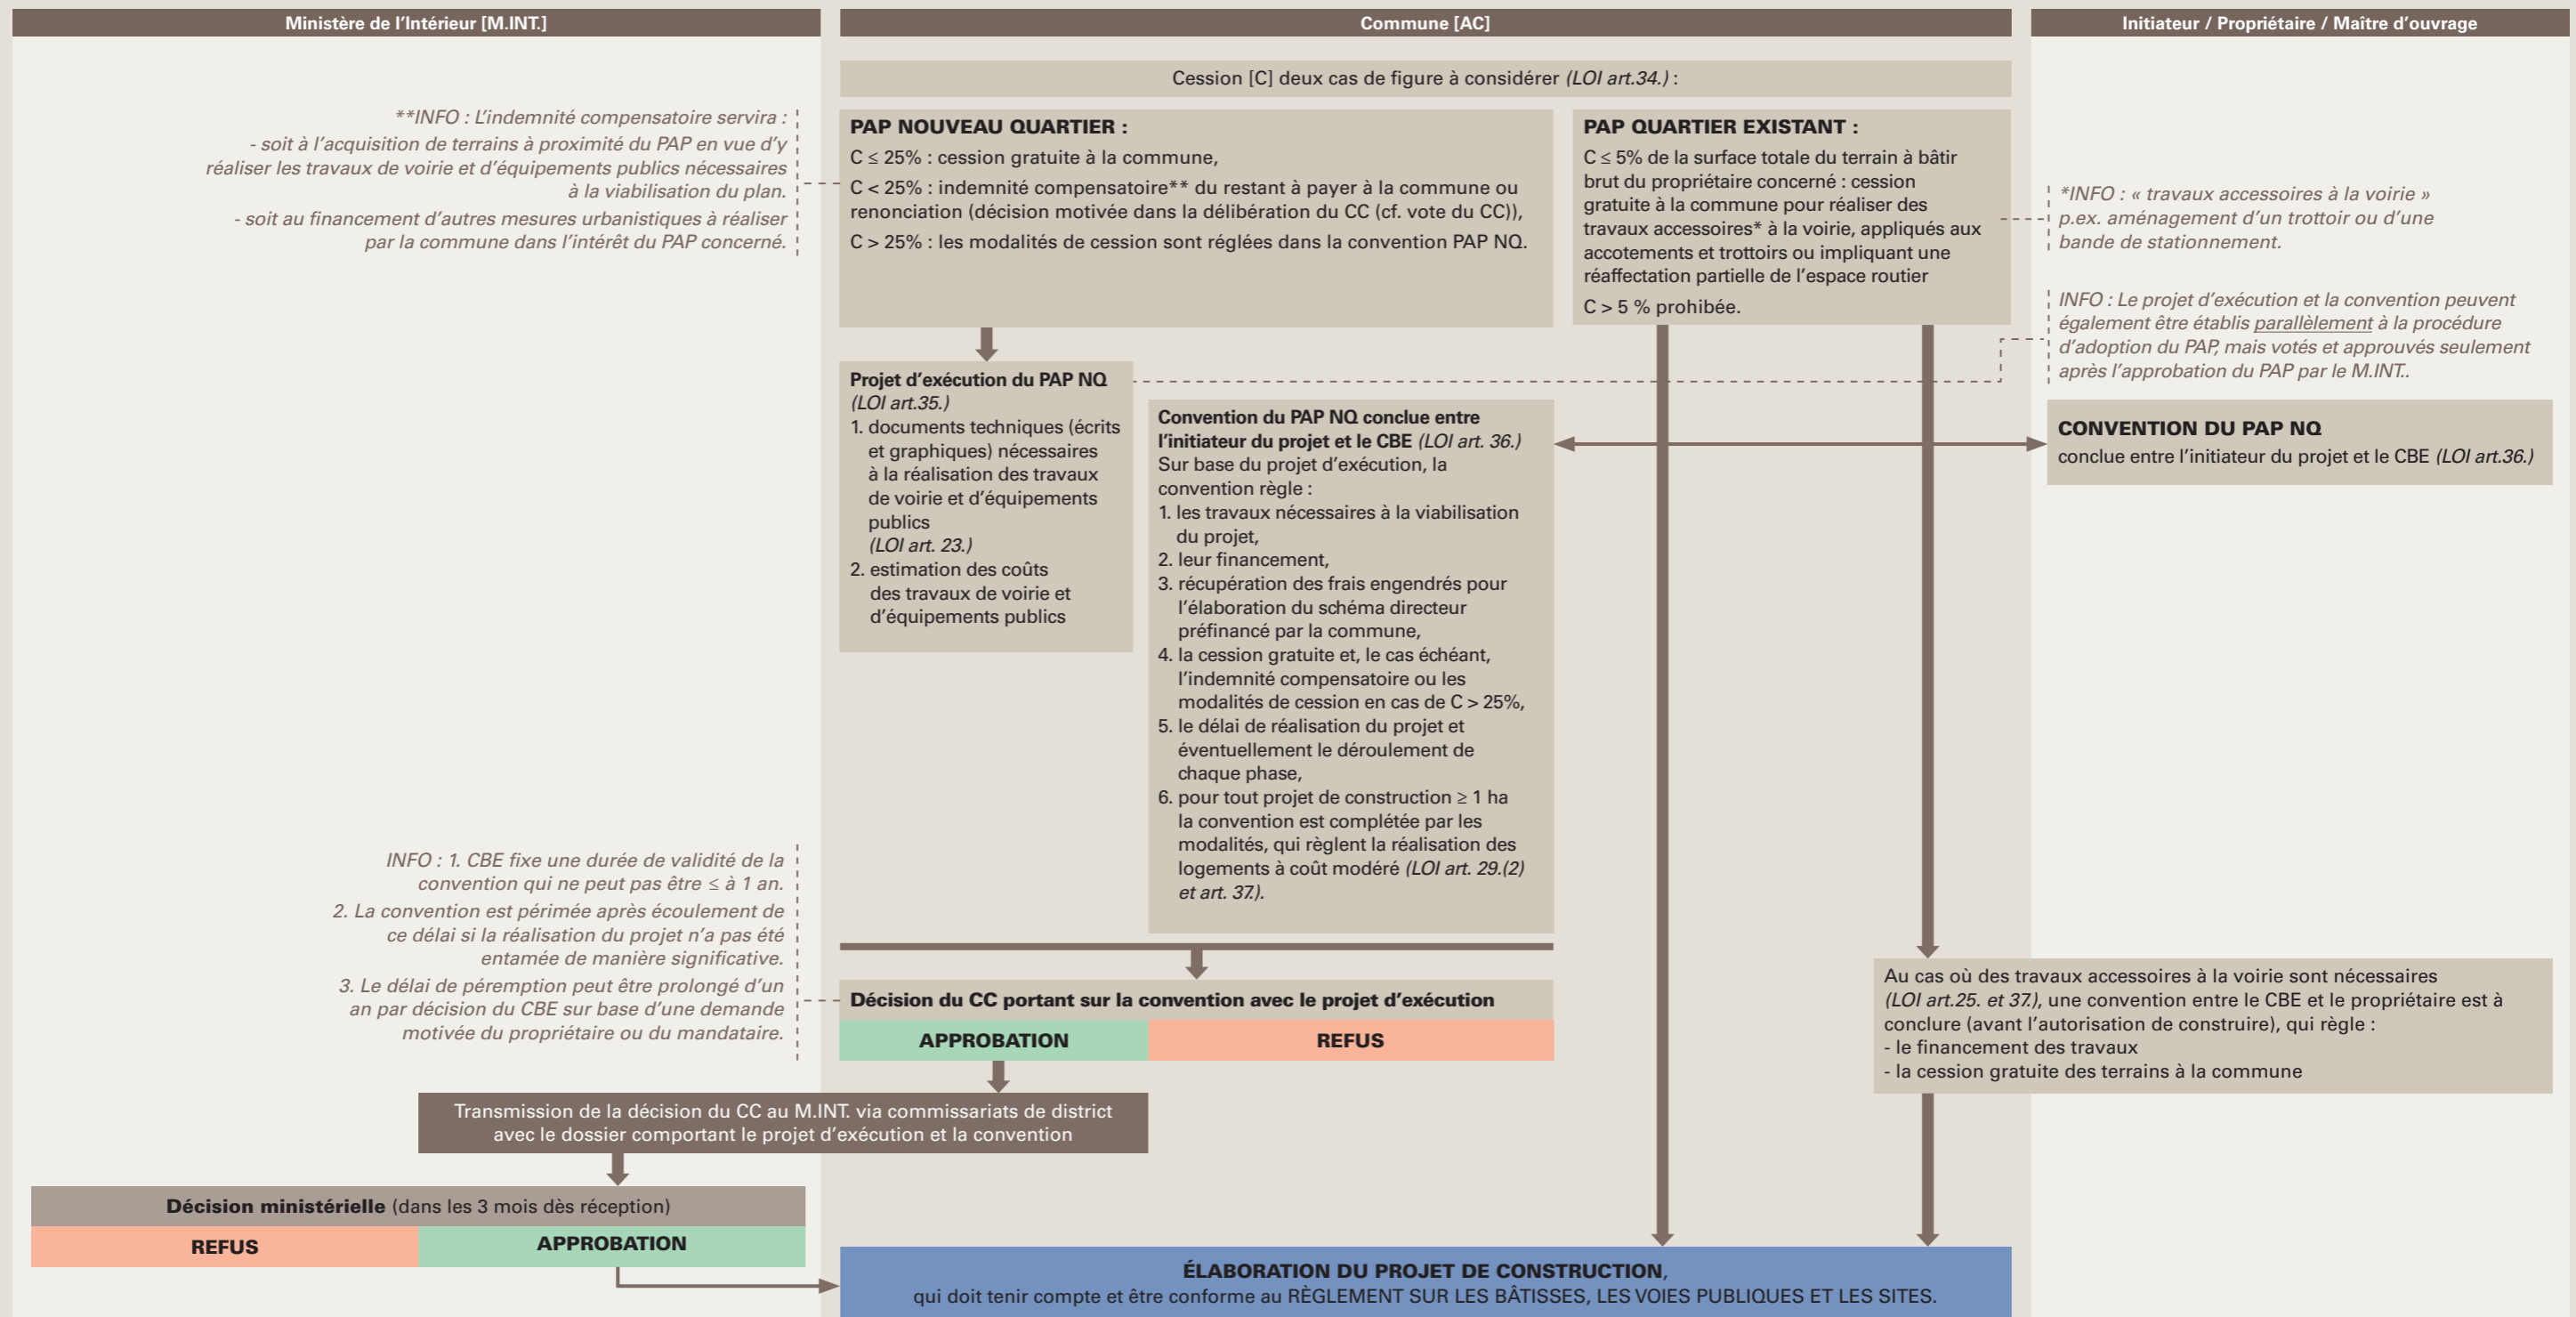 Ministère de l'Intérieur [M.INT.]
Commune [AC]
Initiateur / Propriétaire / Maître d'ouvrage
Cession [C] deux cas de figure à considérer (LOI art.34.) :
**INFO : L'indemnité compensatoire servira :
- soit à l'acquisition de terrains à proximité du PAP en vue d'y
réaliser les travaux de voirie et d'équipements publics nécessaires
à la viabilisation du plan.
- soit au financement d'autres mesures urbanistiques à réaliser
par la commune dans l'intérêt du PAP concerné.
PAP NOUVEAU QUARTIER :
C ≤ 25% : cession gratuite à la commune,
C < 25% : indemnité compensatoire** du restant à payer à la commune ou
renonciation (décision motivée dans la délibération du CC (cf. vote du CC)),
C > 25% : les modalités de cession sont réglées dans la convention PAP NQ.
PAP QUARTIER EXISTANT :
C ≤ 5% de la surface totale du terrain à bâtir
brut du propriétaire concerné : cession
gratuite à la commune pour réaliser des
travaux accessoires* à la voirie, appliqués aux
accotements et trottoirs ou impliquant une
réaffectation partielle de l'espace routier
C > 5 % prohibée.
*INFO : « travaux accessoires à la voirie »
p.ex. aménagement d'un trottoir ou d'une
bande de stationnement.
INFO : Le projet d'exécution et la convention peuvent
également être établis parallèlement à la procédure
d'adoption du PAP, mais votés et approuvés seulement
après l'approbation du PAP par le M.INT..
Projet d'exécution du PAP NQ
(LOI art.35.)
1. documents techniques (écrits
et graphiques) nécessaires
à la réalisation des travaux
de voirie et d'équipements
publics
(LOI art. 23.)
2. estimation des coûts
des travaux de voirie et
d'équipements publics
Convention du PAP NQ conclue entre
l'initiateur du projet et le CBE (LOI art. 36.)
Sur base du projet d'exécution, la
convention règle :
1. les travaux nécessaires à la viabilisation
du projet,
2. leur financement,
3. récupération des frais engendrés pour
l'élaboration du schéma directeur
préfinancé par la commune,
4. la cession gratuite et, le cas échéant,
l'indemnité compensatoire ou les
modalités de cession en cas de C > 25%,
5. le délai de réalisation du projet et
éventuellement le déroulement de
chaque phase,
6. pour tout projet de construction ≥ 1 ha
la convention est complétée par les
modalités, qui règlent la réalisation des
logements à coût modéré (LOI art. 29.(2)
et art. 37.).
CONVENTION DU PAP NQ
conclue entre l'initiateur du projet et le CBE (LOI art.36.)
INFO : 1. CBE fixe une durée de validité de la
convention qui ne peut pas être ≤ à 1 an.
2. La convention est périmée après écoulement de
ce délai si la réalisation du projet n'a pas été
entamée de manière significative.
3. Le délai de péremption peut être prolongé d'un
an par décision du CBE sur base d'une demande
motivée du propriétaire ou du mandataire.
Décision du CC portant sur la convention avec le projet d'exécution
APPROBATION
REFUS
Au cas où des travaux accessoires à la voirie sont nécessaires
(LOI art.25. et 37.), une convention entre le CBE et le propriétaire est à
conclure (avant l'autorisation de construire), qui règle :
- le financement des travaux
- la cession gratuite des terrains à la commune
Transmission de la décision du CC au M.INT. via commissariats de district
avec le dossier comportant le projet d'exécution et la convention
Décision ministérielle (dans les 3 mois dès réception)
REFUS
APPROBATION
ÉLABORATION DU PROJET DE CONSTRUCTION,
qui doit tenir compte et être conforme au RÈGLEMENT SUR LES BÂTISSES, LES VOIES PUBLIQUES ET LES SITES.